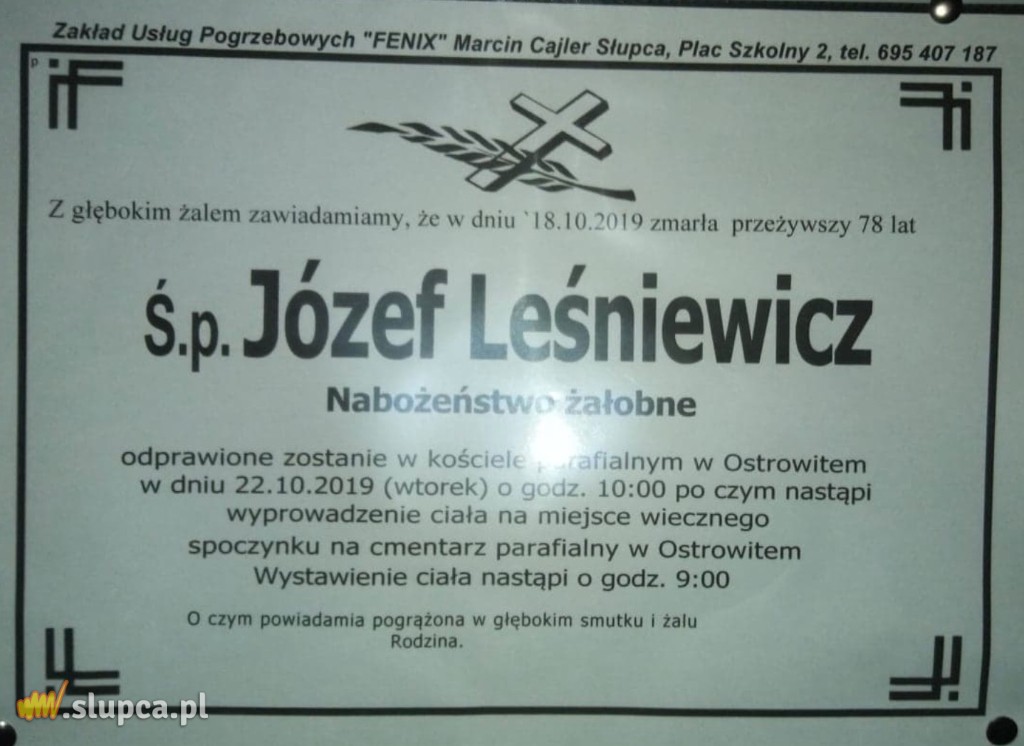 Zakład Usług Pogrzebowych "FENIX" Marcin Cajler Słupca, Plac Szkolny 2, tel. 695 407 187
P
Z głębokim żalem zawiadamiamy, że w dniu `18.10.2019 zmarła przeżywszy 78 lat
Ś.p. Józef Leśniewicz
Nabożeństwo żałobne
odprawione zostanie w kościele parafialnym w Ostrowitem
w dniu 22.10.2019 (wtorek) o godz. 10:00 po czym nastąpi
wyprowadzenie ciała na miejsce wiecznego
spoczynku na cmentarz parafialny w Ostrowitem
Wystawienie ciała nastąpi o godz. 9:00
O czym powiadamia pogrążona w głębokim smutku i żalu
Rodzina.
.slupca.pl